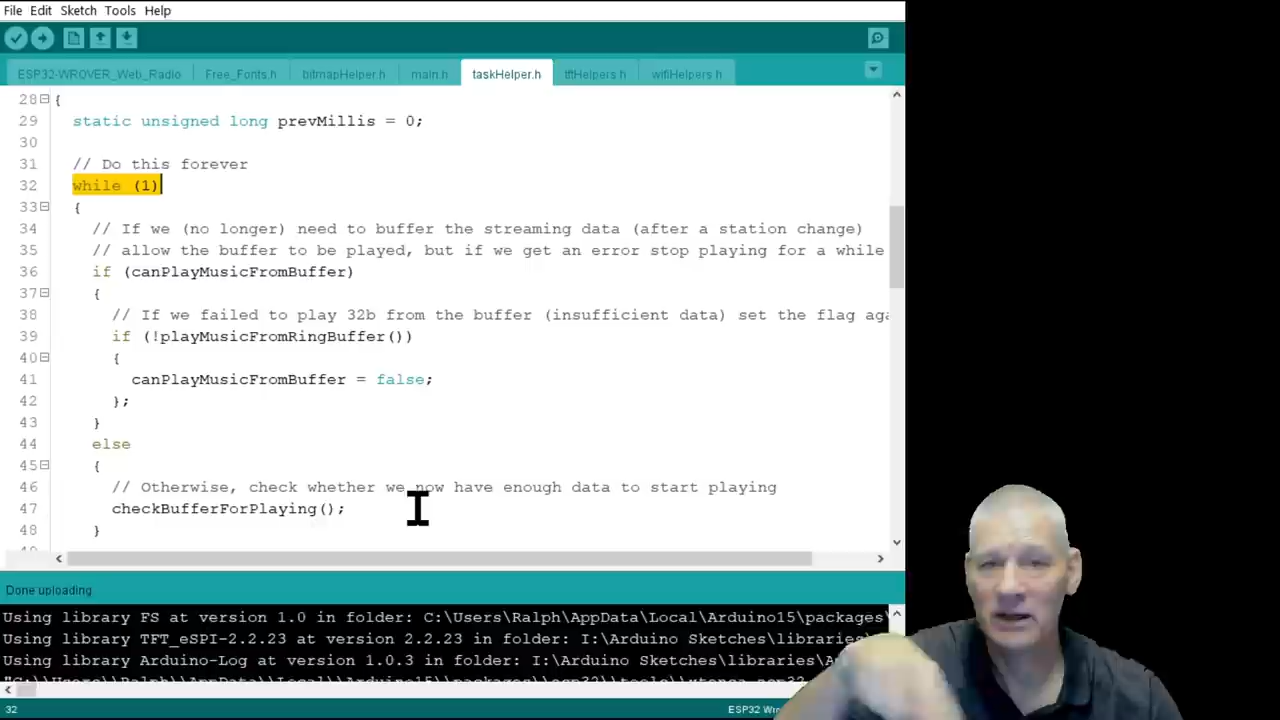 File Edit Sketch Tools Help
ESP32-WROVER_Web_Radio Free_Fonts.h bitmapHelper.h main.h taskHelper.h tftHelpers.h wifiHelpers.h
28 {
29 static unsigned long prevMillis = 0;
30
31 // Do this forever
32 while (1)
33 {
34 // If we (no longer) need to buffer the streaming data (after a station change)
35 // allow the buffer to be played, but if we get an error stop playing for a while
36 if (canPlayMusicFromBuffer)
37 {
38 // If we failed to play 32b from the buffer (insufficient data) set the flag aga
39 if (!playMusicFromRingBuffer())
40 {
41 canPlayMusicFromBuffer = false;
42 };
43 }
44 else
45 {
46 // Otherwise, check whether we now have enough data to start playing
47 checkBufferForPlaying();
48 }
Done uploading
Using library FS at version 1.0 in folder: C:\Users\Ralph\AppData\Local\Arduino15\packages\
Using library TFT_eSPI-2.2.23 at version 2.2.23 in folder: I:\Arduino Sketches\libraries\
Using library Arduino-Log at version 1.0.3 in folder: I:\Arduino Sketches\libraries\A
32 ESP32